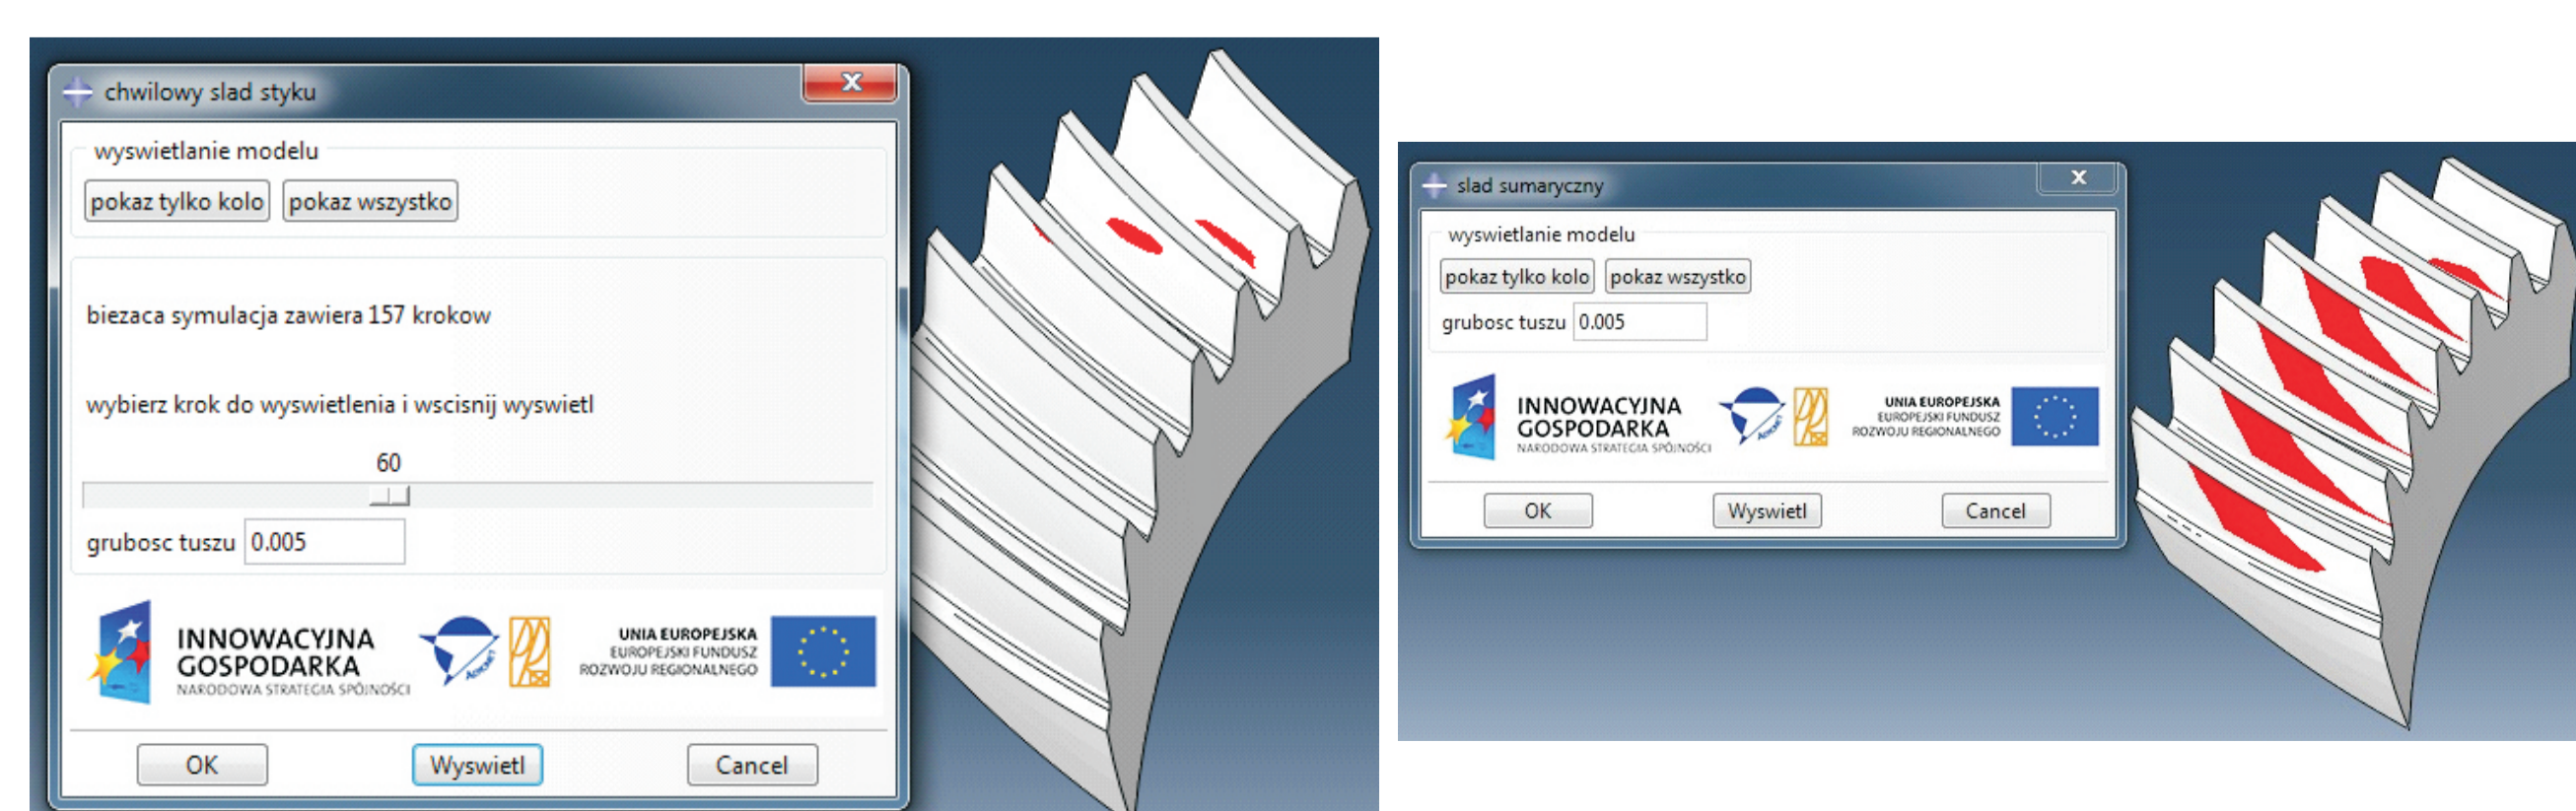 chwilowy slad styku
wyswietlanie modelu
pokaz tylko kolo pokaz wszystko
biezaca symulacja zawiera 157 krokow
wybierz krok do wyswietlenia i wscisnij wyswietl
60
grubosc tuszu 0.005
INNOWACYJNA
GOSPODARKA
NARODOWA STRATEGIA SPÓJNOŚCI
UNIA EUROPEJSKA
EUROPEJSKI FUNDUSZ
ROZWOJU REGIONALNEGO
OK Wyswietl Cancel
slad sumaryczny
wyswietlanie modelu
pokaz tylko kolo pokaz wszystko
grubosc tuszu 0.005
INNOWACYJNA
GOSPODARKA
NARODOWA STRATEGIA SPÓJNOŚCI
UNIA EUROPEJSKA
EUROPEJSKI FUNDUSZ
ROZWOJU REGIONALNEGO
OK Wyswietl Cancel